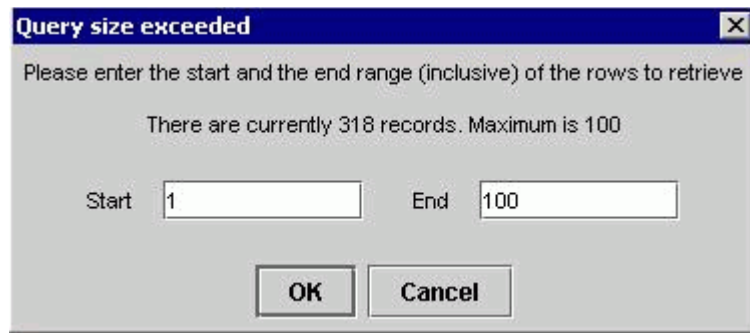 Query size exceeded
Please enter the start and the end range (inclusive) of the rows to retrieve
There are currently 318 records. Maximum is 100
Start 1 End 100
OK Cancel